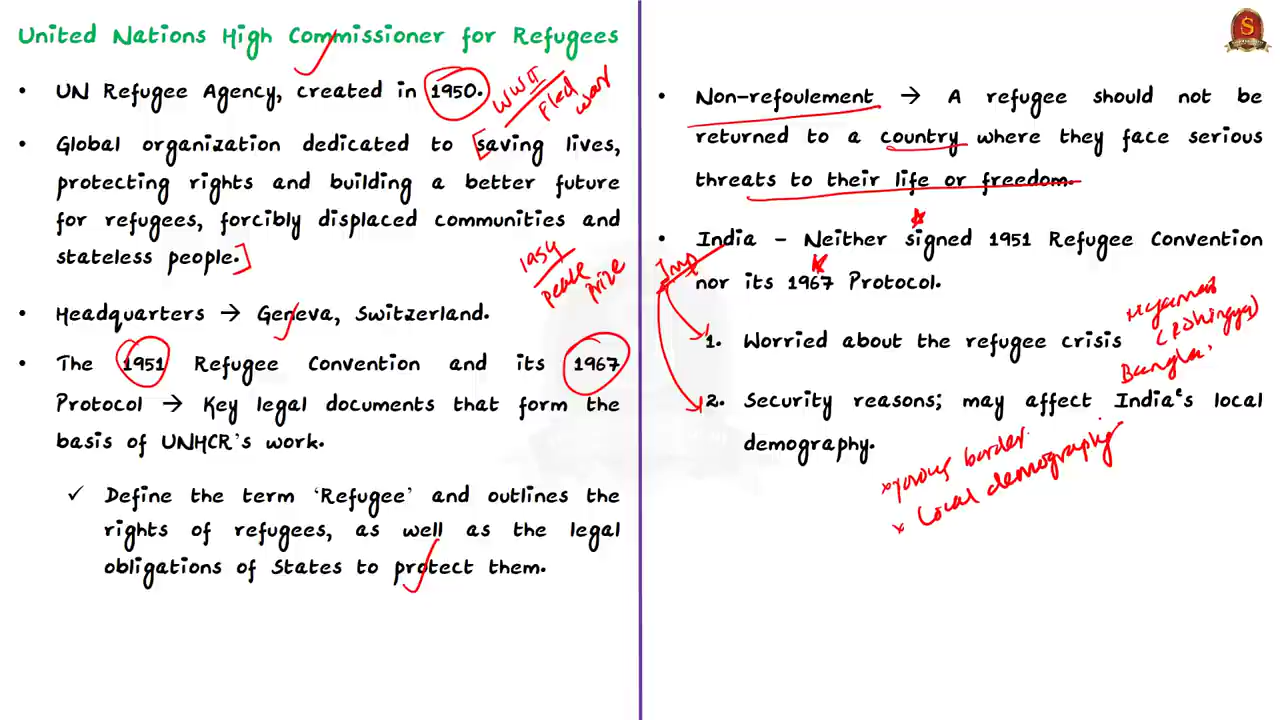 United Nations High Commissioner for Refugees
• UN Refugee Agency, created in 1950.
WWII
Fled
war
• Global organization dedicated to [saving lives,
protecting rights and building a better future
for refugees, forcibly displaced communities and
stateless people.]
1954
peace
prize
• Headquarters → Geneva, Switzerland.
• The 1951 Refugee Convention and its 1967
Protocol → Key legal documents that form the
basis of UNHCR's work.
✓ Define the term 'Refugee' and outlines the
rights of refugees, as well as the legal
obligations of States to protect them.
• Non-refoulement → A refugee should not be
returned to a country where they face serious
threats to their life or freedom.
• India - Neither signed 1951 Refugee Convention
nor its 1967 Protocol.
Imp
1. Worried about the refugee crisis
Myanmar
(Rohingya)
Bangla.
2. Security reasons; may affect India's local
demography.
* Porous border
* Local demography
S